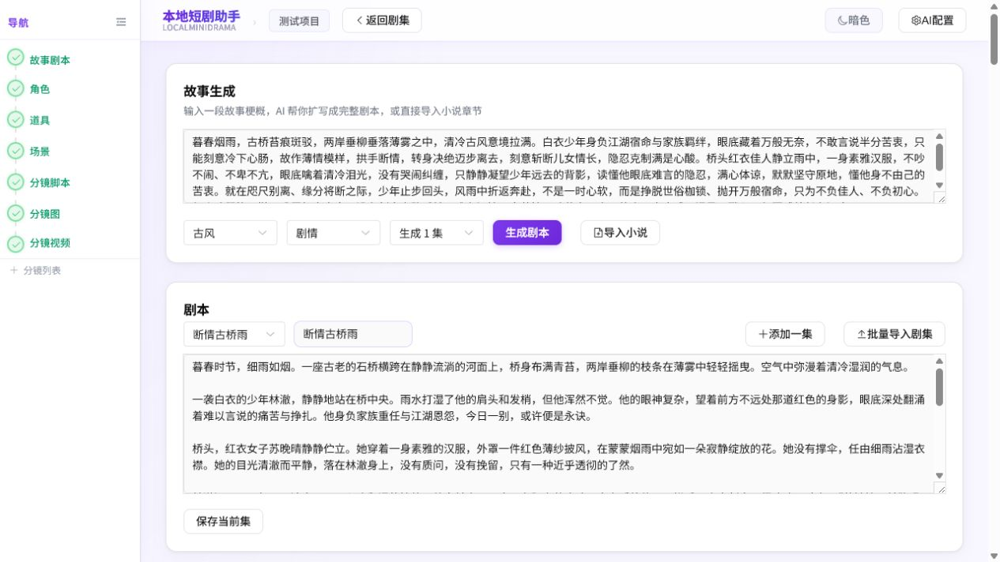 导航
本地短剧助手
LOCALMINIDRAMA
测试项目
返回剧集
暗色
AI配置
故事剧本
角色
道具
场景
分镜脚本
分镜图
分镜视频
+ 分镜列表
故事生成
输入一段故事梗概，AI 帮你扩写成完整剧本，或直接导入小说章节
暮春烟雨，古桥苔痕斑驳，两岸垂柳垂落薄雾之中，清冷古风意境拉满。白衣少年身负江湖宿命与家族羁绊，眼底藏着万般无奈，不敢言说半分苦衷，只
能刻意冷下心肠，故作薄情模样，拱手断情，转身决绝迈步离去，刻意斩断儿女情长，隐忍克制满是心酸。桥头红衣佳人静立雨中，一身素雅汉服，不吵
不闹、不卑不亢，眼底噙着清冷泪光，没有哭闹纠缠，只静静凝望少年远去的背影，读懂他眼底难言的隐忍，满心体谅，默默坚守原地，懂他身不由己的
苦衷。就在咫尺别离、缘分将断之际，少年止步回头，风雨中折返奔赴，不是一时心软，而是挣脱世俗枷锁、抛开万般宿命，只为不负佳人、不负初心。
古风
剧情
生成 1 集
生成剧本
导入小说
剧本
断情古桥雨
断情古桥雨
+添加一集
批量导入剧集
暮春时节，细雨如烟。一座古老的石桥横跨在静静流淌的河面上，桥身布满青苔，两岸垂柳的枝条在薄雾中轻轻摇曳。空气中弥漫着清冷湿润的气息。
一袭白衣的少年林澈，静静地站在桥中央。雨水打湿了他的肩头和发梢，但他浑然不觉。他的眼神复杂，望着前方不远处那道红色的身影，眼底深处翻涌
着难以言说的痛苦与挣扎。他身负家族重任与江湖恩怨，今日一别，或许便是永诀。
桥头，红衣女子苏晚晴静静伫立。她穿着一身素雅的汉服，外罩一件红色薄纱披风，在蒙蒙烟雨中宛如一朵寂静绽放的花。她没有撑伞，任由细雨沾湿衣
襟。她的目光清澈而平静，落在林澈身上，没有质问，没有挽留，只有一种近乎透彻的了然。
保存当前集